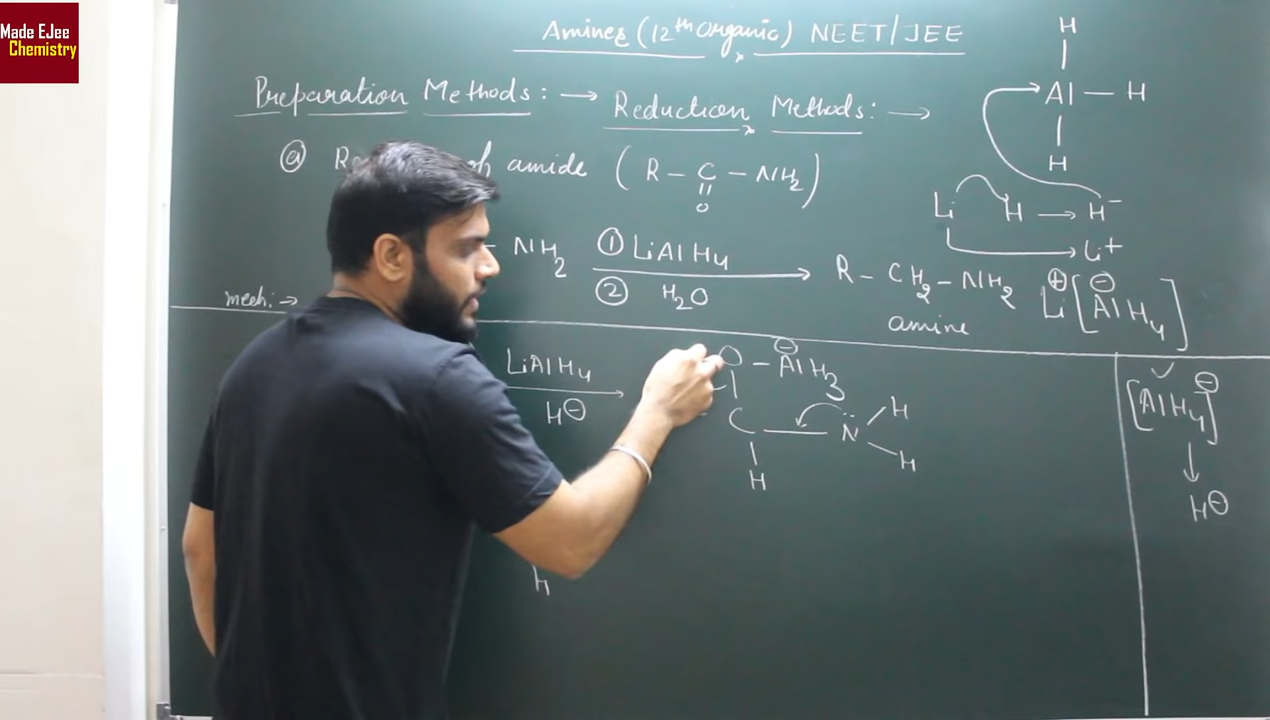 Made EJee
Chemistry
Amines (12th Organic) NEET/JEE
Preparation Methods: → Reduction Methods: →
(a) of amide (R – C – NH2)
||
O
NH2 ① LiAlH4
② H2O
R – CH2 – NH2
amine
H
|
Al – H
|
H
Li H → H⁻
→ Li+
⊕ ⊖
Li [AlH4]
mech: →
LiAlH4
H⊖
⊖
O – AlH3
|
C — N̈ H
H
|
H
h
✓ ⊖
[AlH4]
↓
H⊖